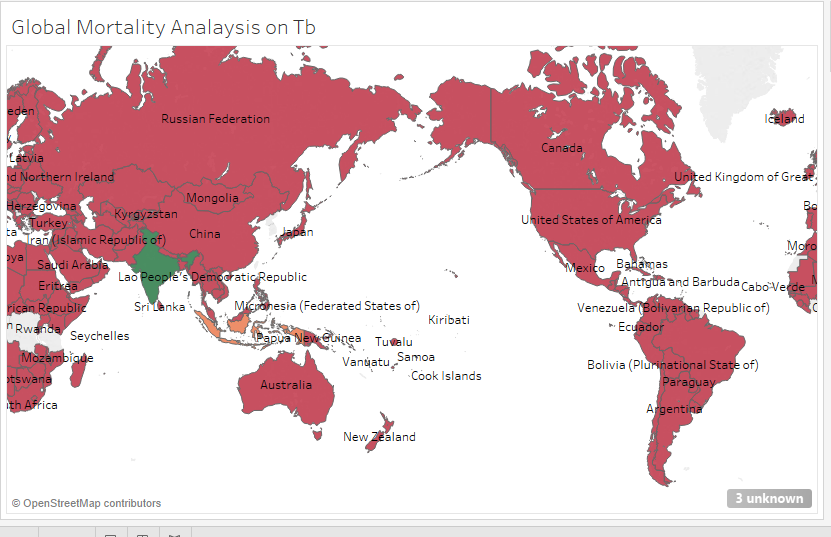 Global Mortality Analaysis on Tb
eden
Russian Federation
Iceland
Canada
Latvia
nd Northern Ireland
United Kingdom of Great
Mongolia
Herzegovina
Kyrgyzstan
Bo
Turkey
United States of America
ta
China
Japan
Iran (Islamic Republic of)
Moro
oya
Saudi Arabia
Mexico
Bahamas
Lao People's Democratic Republic
M
Eritrea
Antigua and Barbuda
Cabo Verde
rican Republic
Sri Lanka
Micronesia (Federated States of)
Venezuela (Bolivarian Republic of)
Kiribati
n
Rwanda
Ecuador
Seychelles
Papua New Guinea
Tuvalu
Mozambique
Vanuatu
Samoa
Bolivia (Plurinational State of)
otswana
Cook Islands
Paraguay
Australia
th Africa
Argentina
New Zealand
© OpenStreetMap contributors
3 unknown